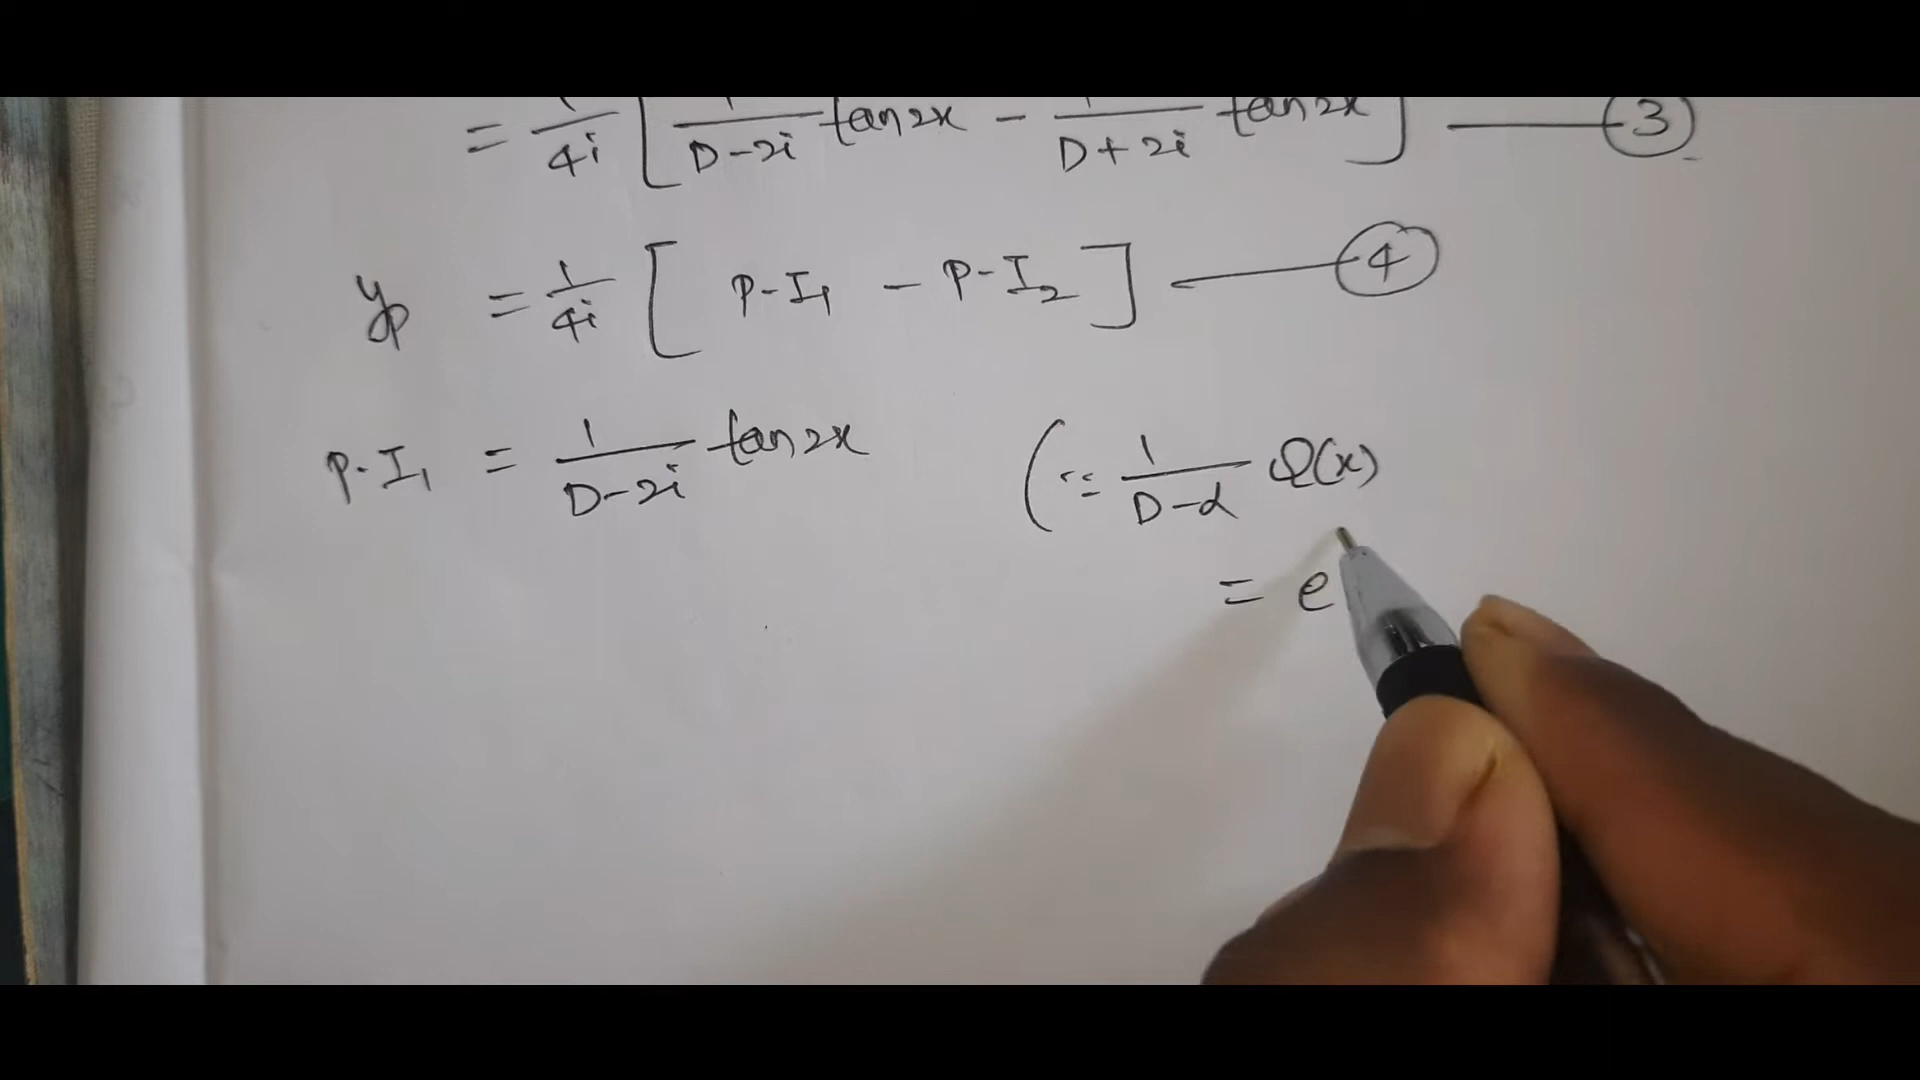 = 1/4i [ 1/D-2i tan2x - 1/D+2i tan2x ] —— (3)
yp = 1/4i [ P-I1 - P-I2 ] —— (4)
P.I1 = 1/D-2i tan2x (∵ 1/D-α Q(x)
= e